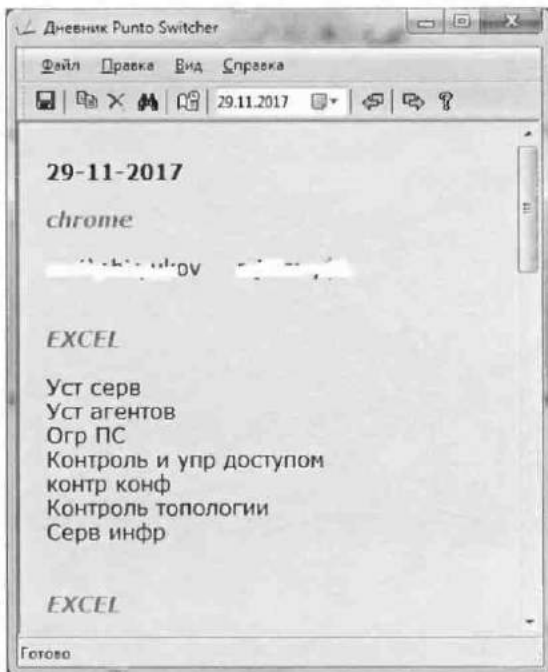 Дневник Punto Switcher
Файл Правка Вид Справка
29.11.2017
29-11-2017
chrome
EXCEL
Уст серв
Уст агентов
Огр ПС
Контроль и упр доступом
контр конф
Контроль топологии
Серв инфр
EXCEL
Готово